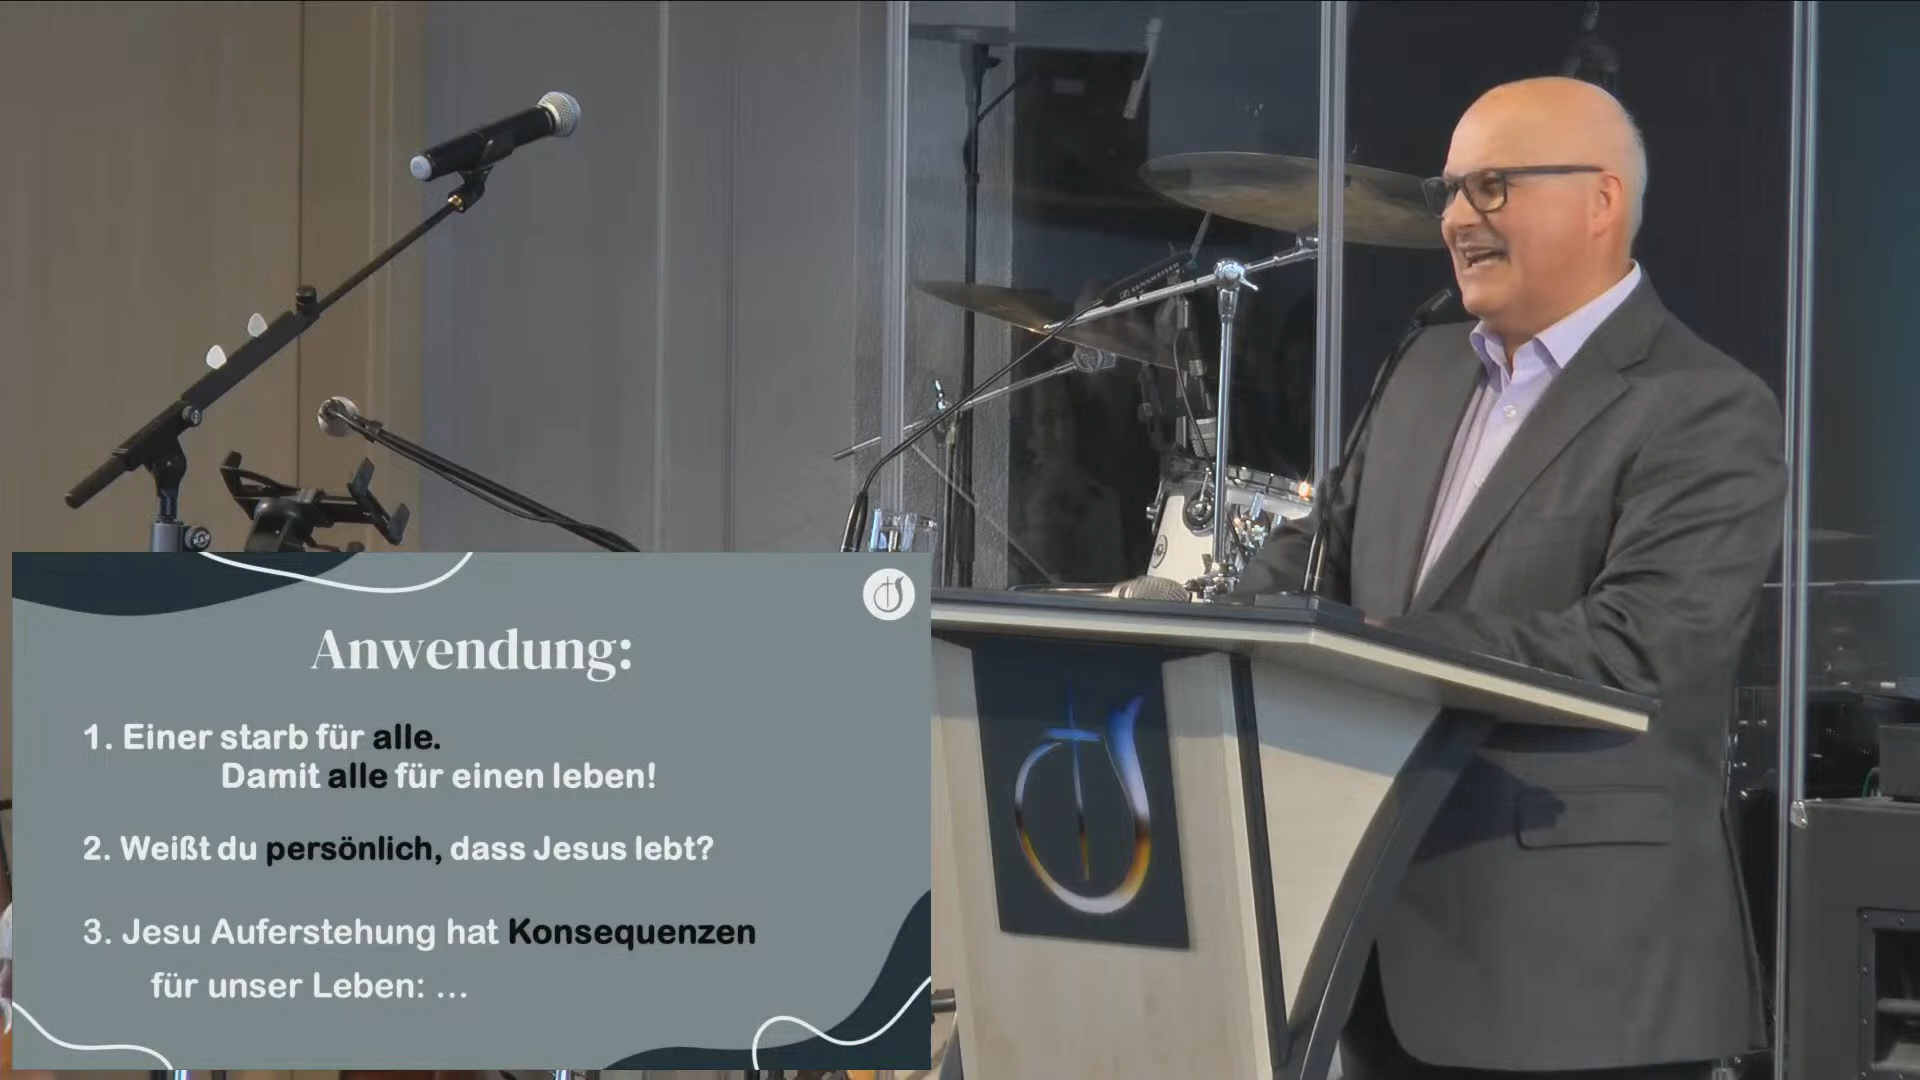 Anwendung:
1. Einer starb für alle.
Damit alle für einen leben!
2. Weißt du persönlich, dass Jesus lebt?
3. Jesu Auferstehung hat Konsequenzen
für unser Leben: ...
SENNHEISER